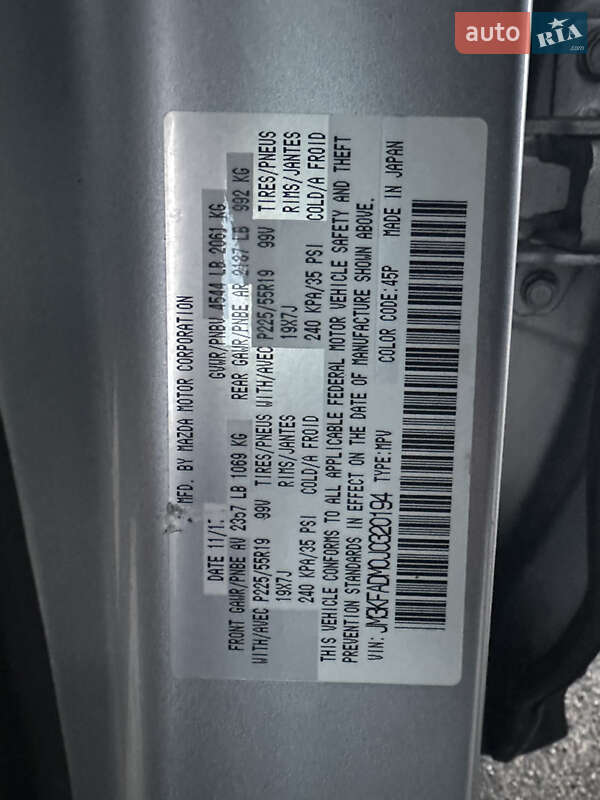 auto RIA .com
MFD. BY MAZDA MOTOR CORPORATION
DATE 11/17 GVWR/PNBV 4544 LB 2061 KG
FRONT GAWR/PNBE AV 2357 LB 1069 KG REAR GAWR/PNBE AR 2187 LB 992 KG
WITH/AVEC P225/55R19 99V TIRES/PNEUS WITH/AVEC P225/55R19 99V TIRES/PNEUS
19X7J RIMS/JANTES 19X7J RIMS/JANTES
240 KPA/35 PSI COLD/A FROID 240 KPA/35 PSI COLD/A FROID
THIS VEHICLE CONFORMS TO ALL APPLICABLE FEDERAL MOTOR VEHICLE SAFETY AND THEFT
PREVENTION STANDARDS IN EFFECT ON THE DATE OF MANUFACTURE SHOWN ABOVE.
VIN: JM3KFADM0J0320194 TYPE:MPV COLOR CODE:45P MADE IN JAPAN